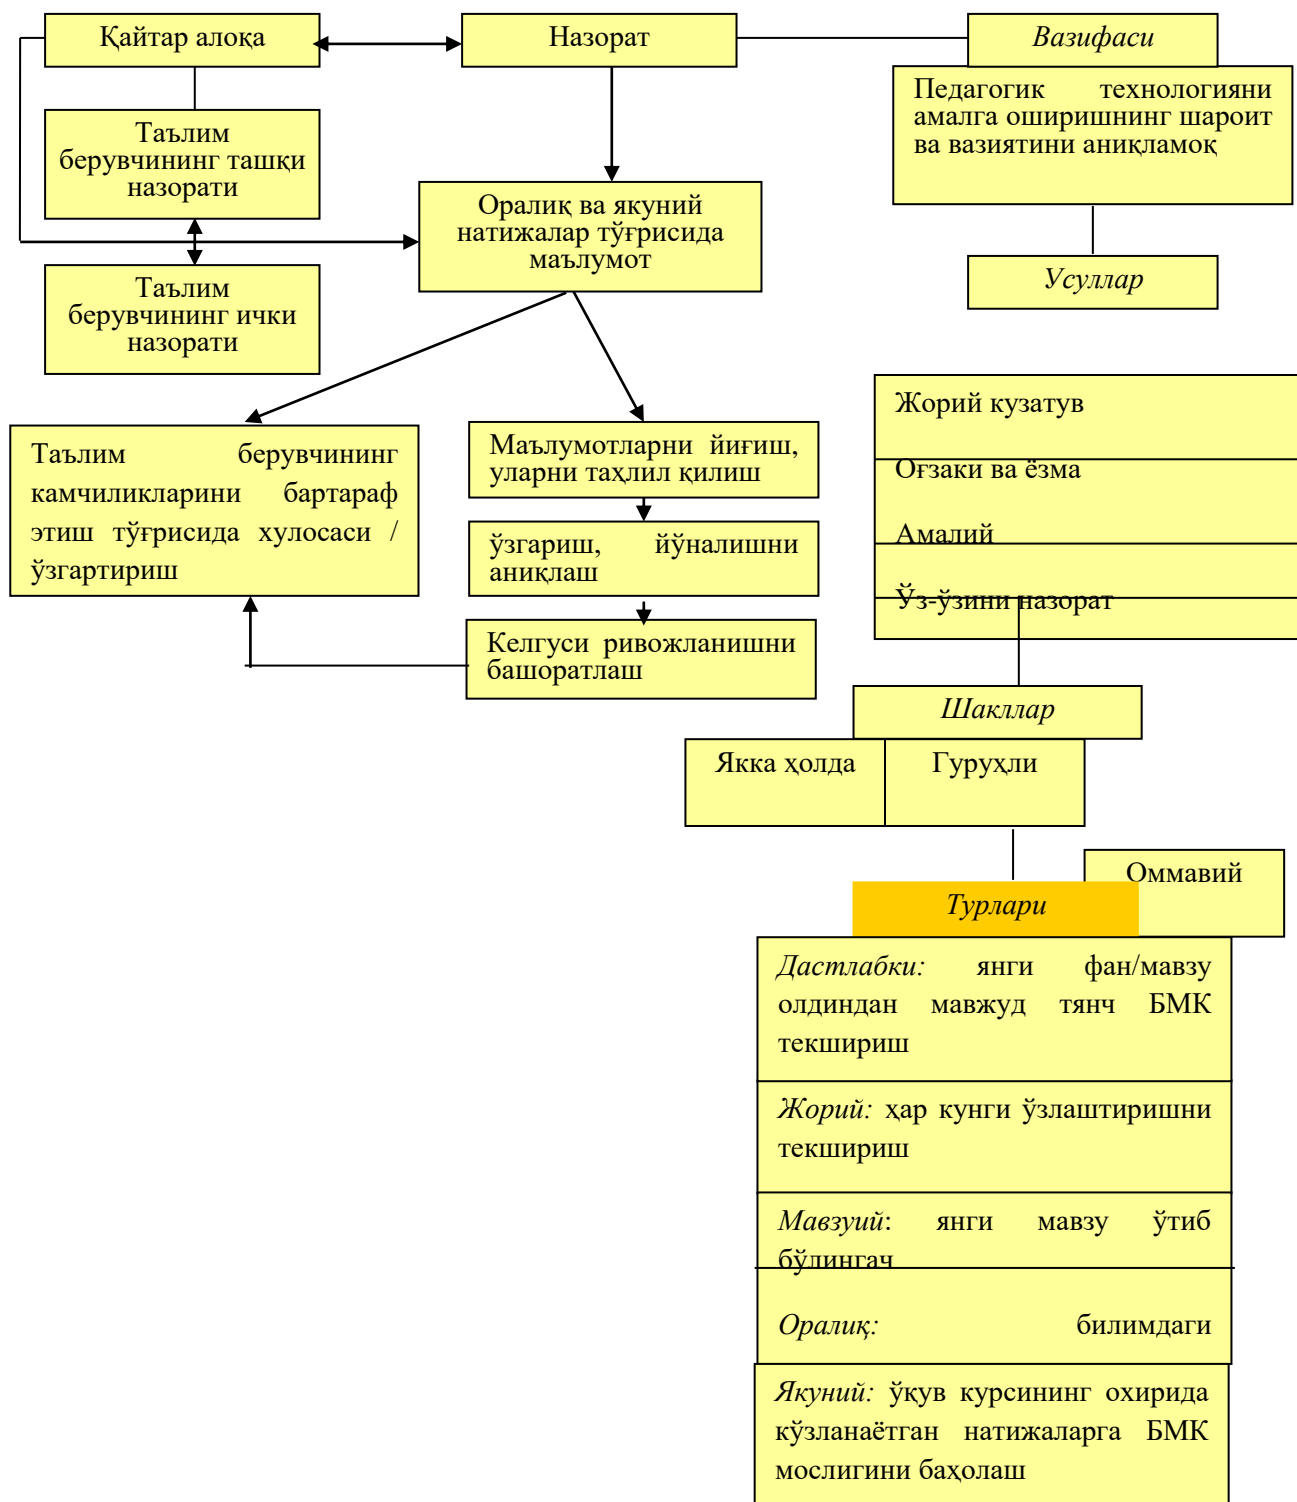 Қайтар алоқа
Назорат
Вазифаси
Педагогик технологияни
амалга оширишнинг шароит
ва вазиятини аниқламоқ
Таълим
берувчининг ташқи
назорати
Оралиқ ва якуний
натижалар тўғрисида
маълумот
Усуллар
Таълим
берувчининг ички
назорати
Жорий кузатув
Оғзаки ва ёзма
Амалий
Ўз-ўзини назорат
Таълим берувчининг
камчиликларини бартараф
этиш тўғрисида хулосаси /
ўзгартириш
Маълумотларни йиғиш,
уларни таҳлил қилиш
ўзгариш, йўналишни
аниқлаш
Келгуси ривожланишни
башоратлаш
Шакллар
Якка ҳолда
Гуруҳли
Оммавий
Турлари
Дастлабки: янги фан/мавзу
олдиндан мавжуд тянч БМК
текшириш
Жорий: ҳар кунги ўзлаштиришни
текшириш
Мавзуий: янги мавзу ўтиб
бўлингач
Оралиқ: билимдаги
Якуний: ўқув курсининг охирида
кўзланаётган натижаларга БМК
мослигини баҳолаш